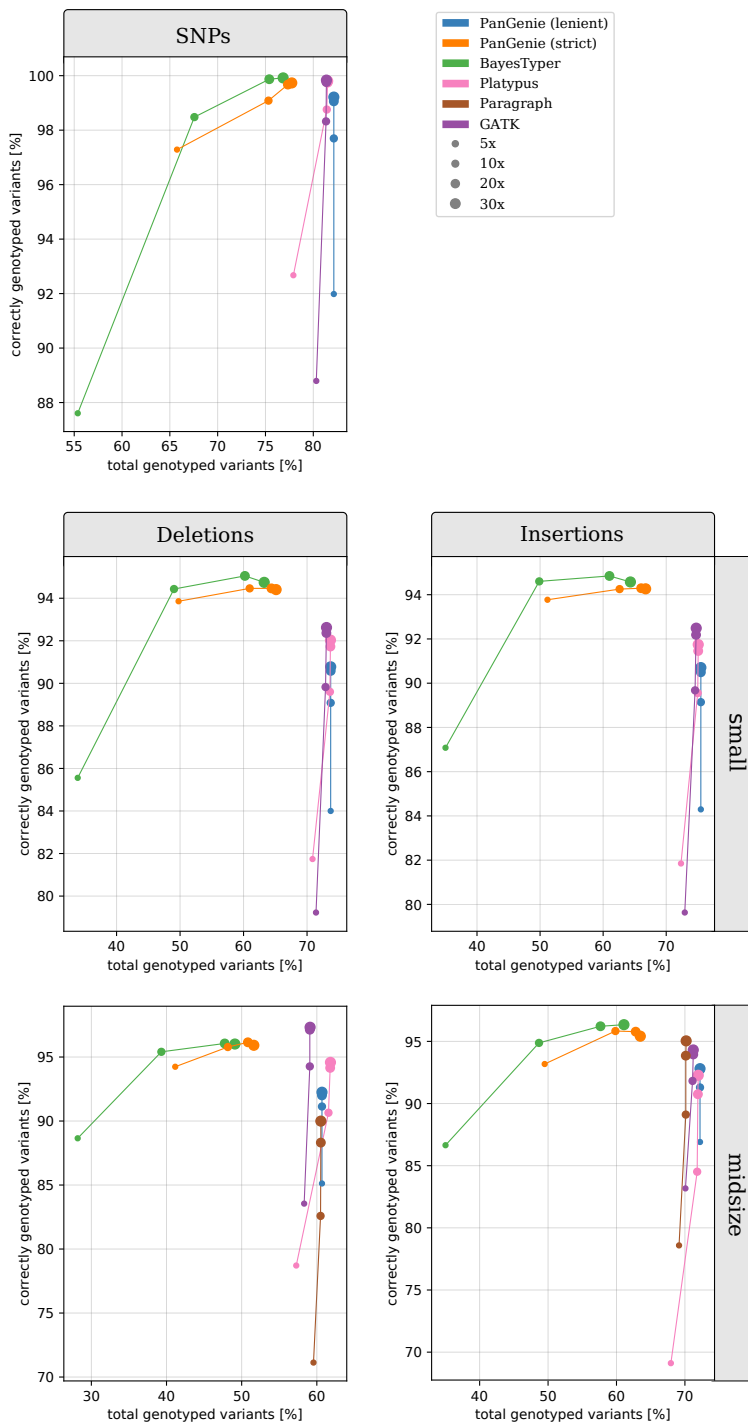 SNPs
PanGenie (lenient)
PanGenie (strict)
BayesTyper
Platypus
Paragraph
GATK
5x
10x
20x
30x
correctly genotyped variants [%]
100
98
96
94
92
90
88
55 60 65 70 75 80
total genotyped variants [%]
Deletions
Insertions
small
correctly genotyped variants [%]
94
92
90
88
86
84
82
80
40 50 60 70
total genotyped variants [%]
correctly genotyped variants [%]
94
92
90
88
86
84
82
80
40 50 60 70
total genotyped variants [%]
midsize
correctly genotyped variants [%]
95
90
85
80
75
70
30 40 50 60
total genotyped variants [%]
correctly genotyped variants [%]
95
90
85
80
75
70
40 50 60 70
total genotyped variants [%]